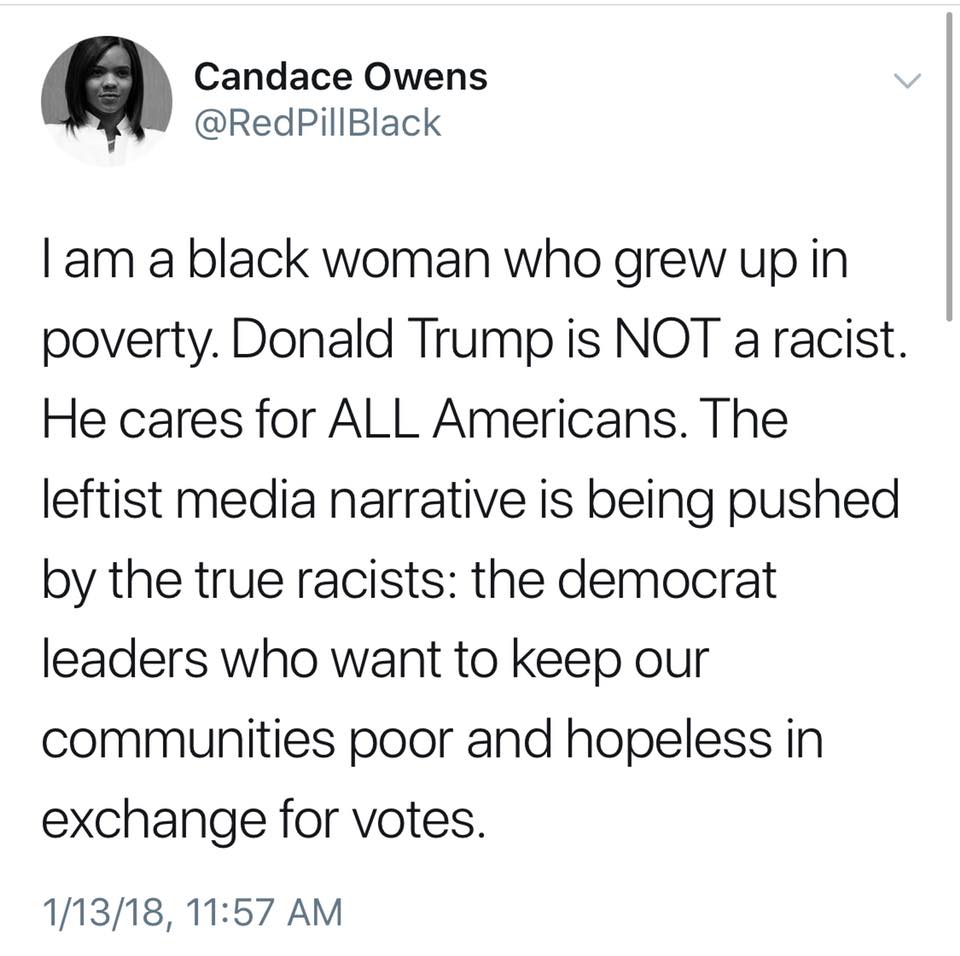 Candace Owens
@RedPillBlack
I am a black woman who grew up in
poverty. Donald Trump is NOT a racist.
He cares for ALL Americans. The
leftist media narrative is being pushed
by the true racists: the democrat
leaders who want to keep our
communities poor and hopeless in
exchange for votes.
1/13/18, 11:57 AM